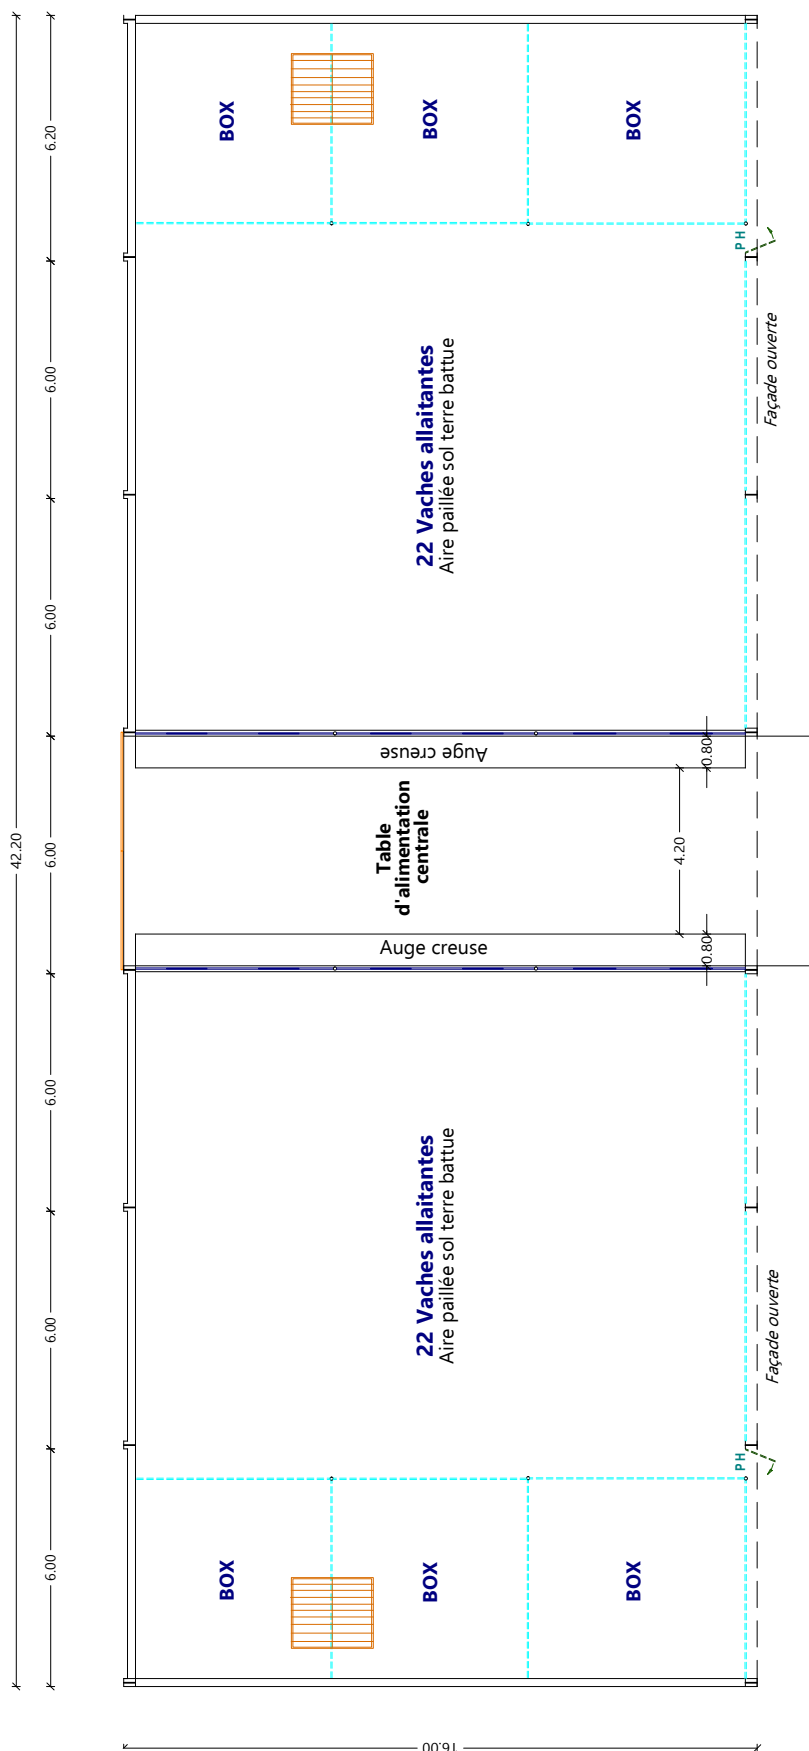 BOX
BOX
BOX
6.20
PH
Façade ouverte
6.00
22 Vaches allaitantes
Aire paillée sol terre battue
6.00
Auge creuse
0.80
42.20
6.00
Table
d'alimentation
centrale
4.20
Auge creuse
0.80
6.00
22 Vaches allaitantes
Aire paillée sol terre battue
6.00
Façade ouverte
PH
6.00
BOX
BOX
BOX
16.00